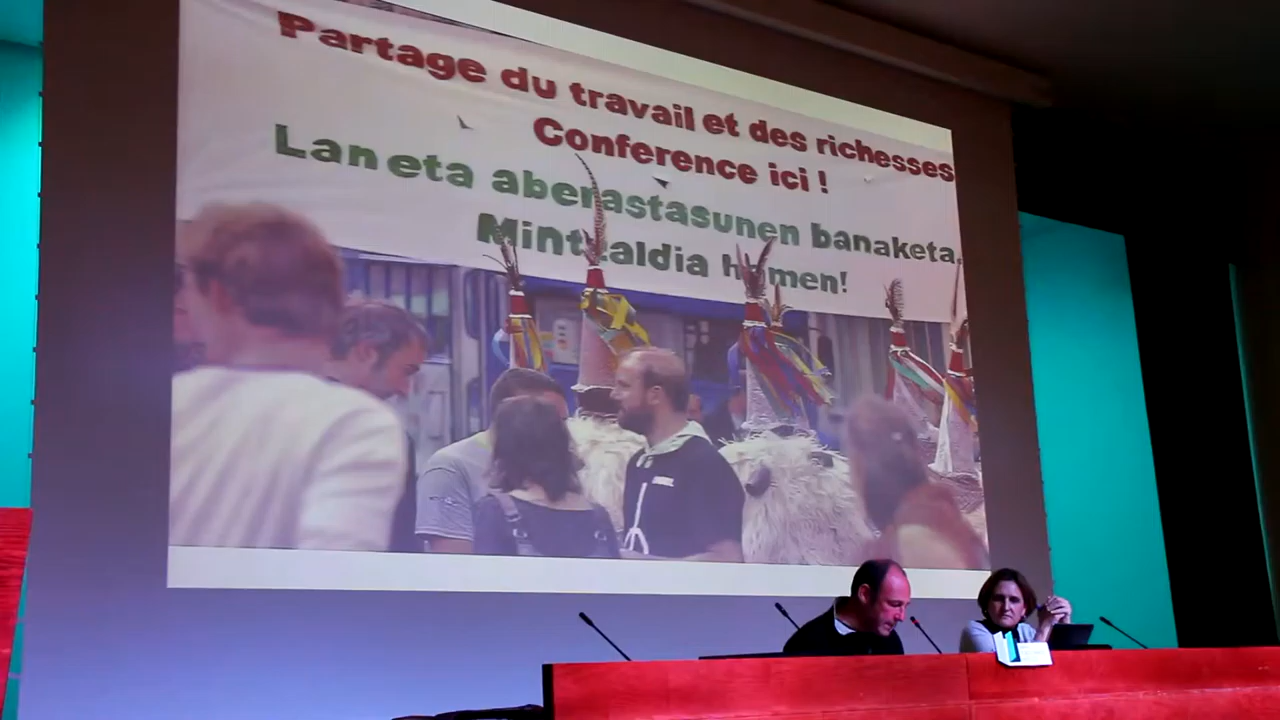 Partage du travail et des richesses
Conference ici !
Lan eta aberastasunen banaketa.
Mintzaldia hemen!